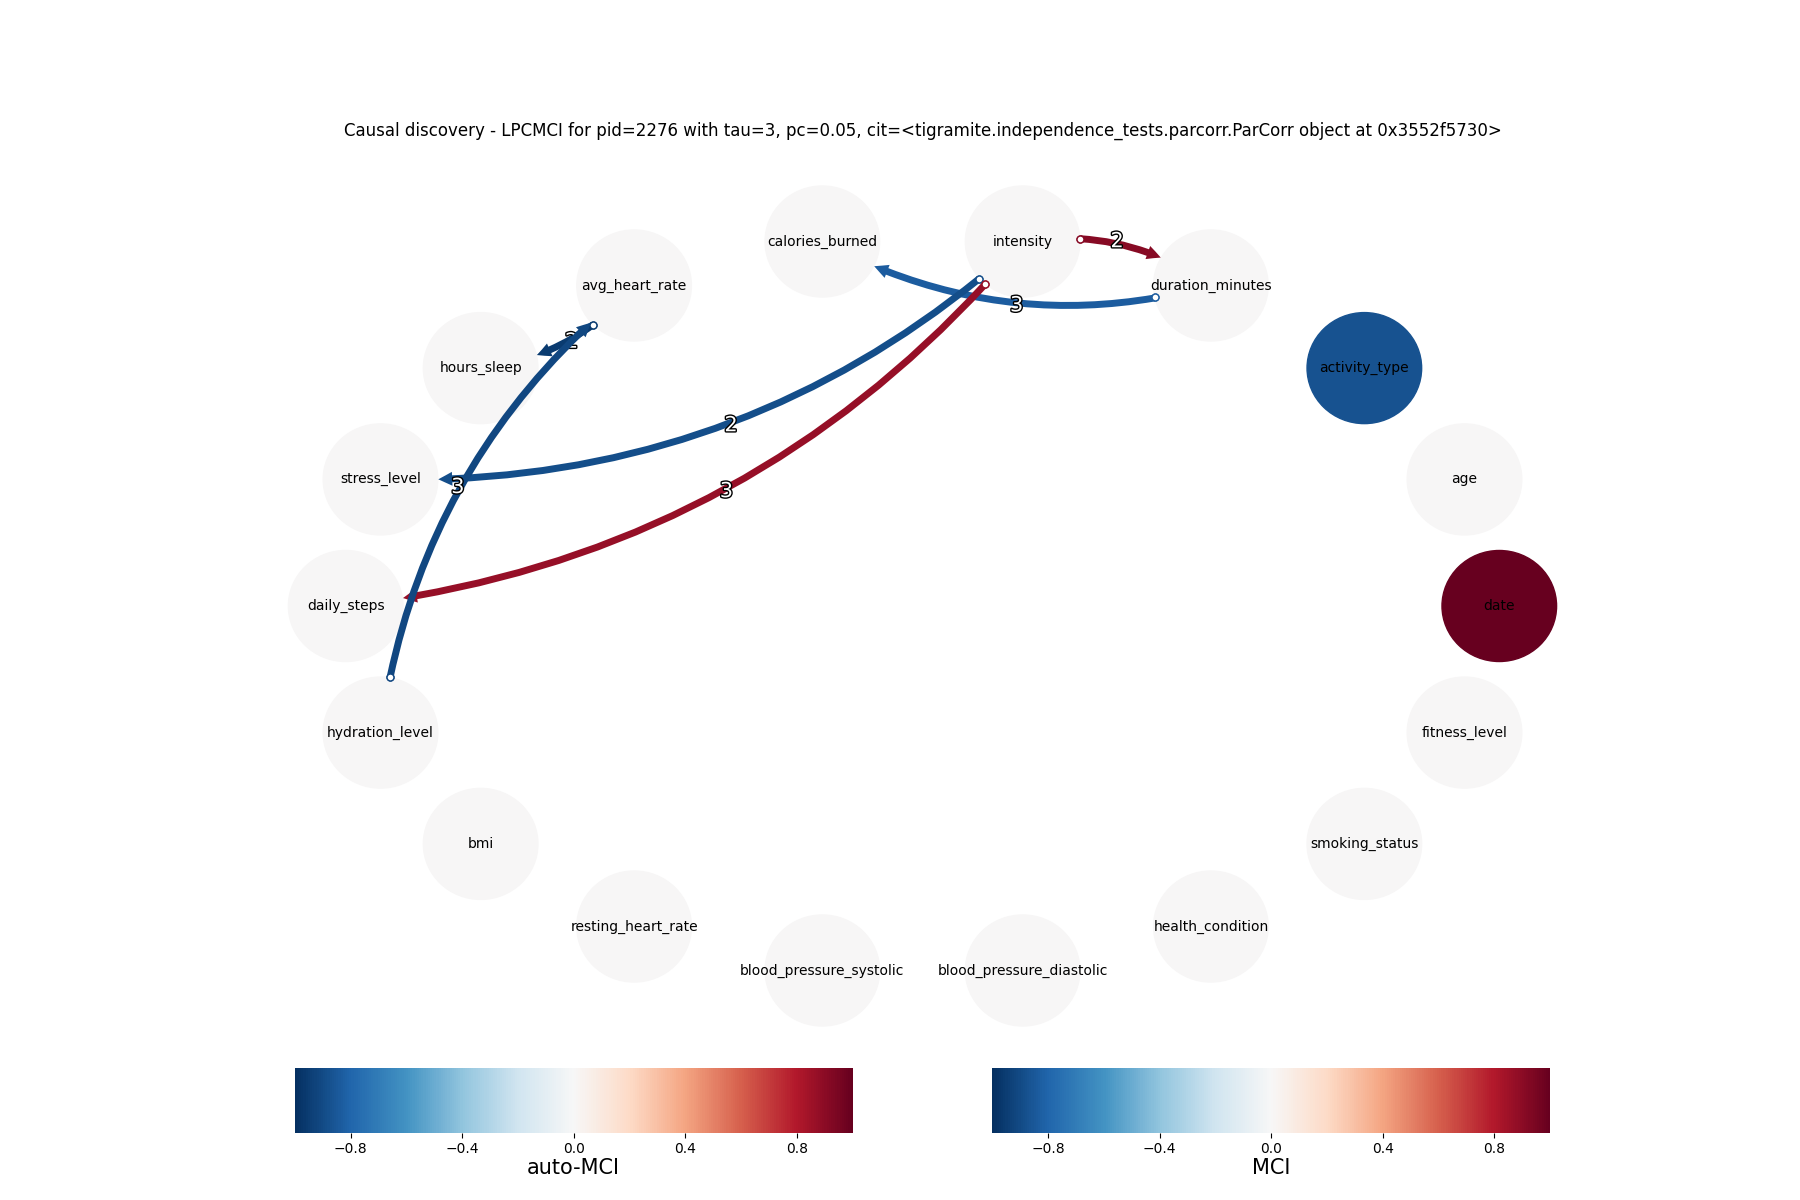 Causal discovery - LPCMCI for pid=2276 with tau=3, pc=0.05, cit=<tigramite.independence_tests.parcorr.ParCorr object at 0x3552f5730>
calories_burned
intensity
2
avg_heart_rate
duration_minutes
3
2
hours_sleep
activity_type
2
stress_level
3
3
age
daily_steps
date
hydration_level
fitness_level
bmi
smoking_status
resting_heart_rate
health_condition
blood_pressure_systolic
blood_pressure_diastolic
−0.8 −0.4 0.0 0.4 0.8
auto-MCI
−0.8 −0.4 0.0 0.4 0.8
MCI